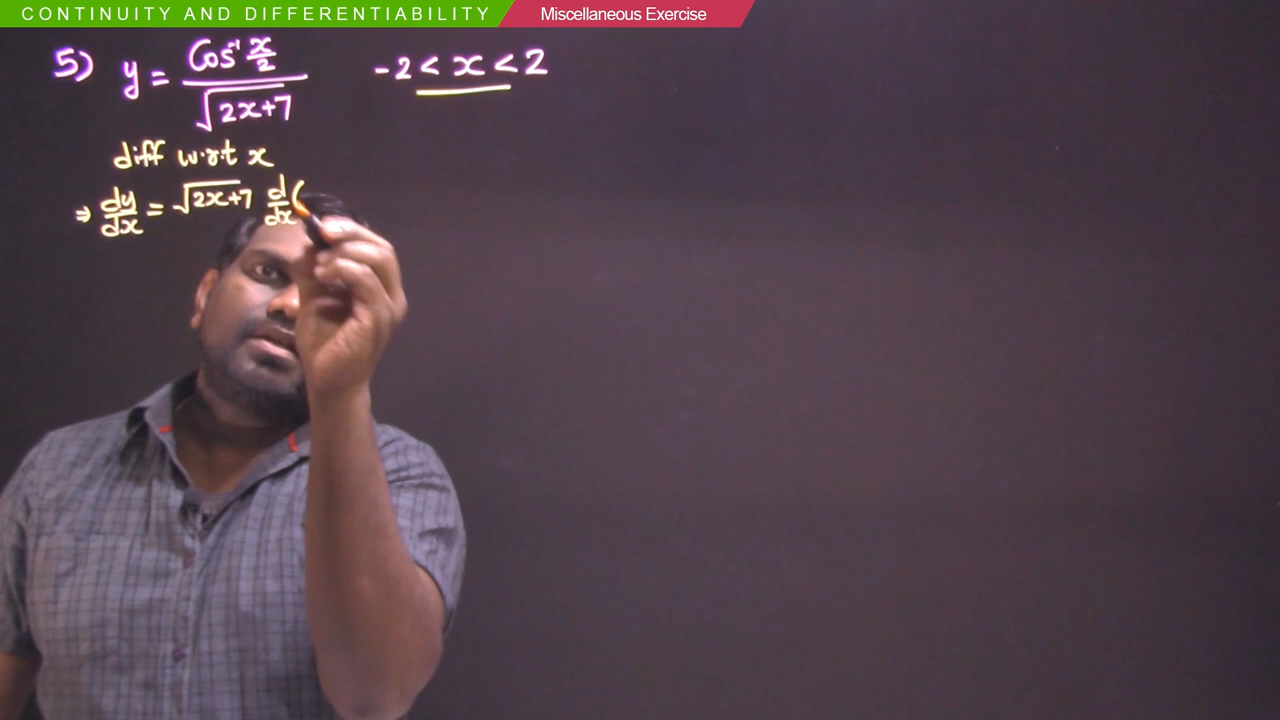 CONTINUITY AND DIFFERENTIABILITY
Miscellaneous Exercise
5) y = Cos⁻¹ x/2 / √(2x+7) -2 < x < 2
diff w.r.t x
⇒ dy/dx = √(2x+7) d/dx (